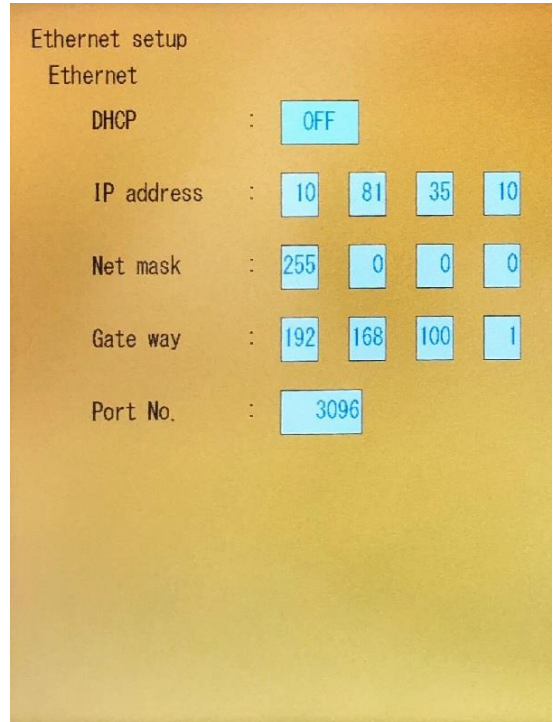 Ethernet setup
Ethernet
DHCP : OFF
IP address : 10 81 35 10
Net mask : 255 0 0 0
Gate way : 192 168 100 1
Port No. : 3096